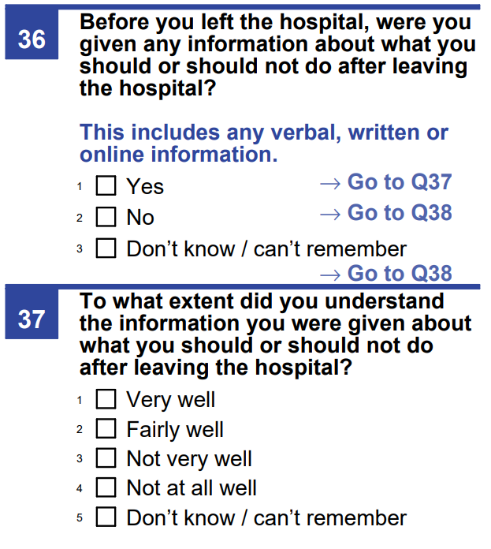 36
Before you left the hospital, were you
given any information about what you
should or should not do after leaving
the hospital?
This includes any verbal, written or
online information.
1 Yes → Go to Q37
2 No → Go to Q38
3 Don't know / can't remember
→ Go to Q38
37
To what extent did you understand
the information you were given about
what you should or should not do
after leaving the hospital?
1 Very well
2 Fairly well
3 Not very well
4 Not at all well
5 Don't know / can't remember